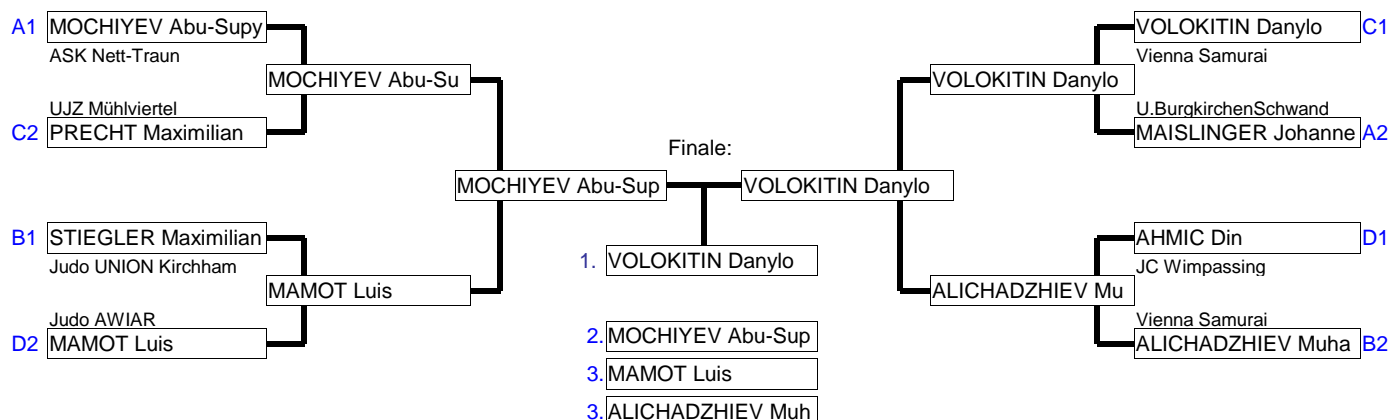 A1 MOCHIYEV Abu-Supy
ASK Nett-Traun
MOCHIYEV Abu-Su
UJZ Mühlviertel
C2 PRECHT Maximilian
MOCHIYEV Abu-Sup
B1 STIEGLER Maximilian
Judo UNION Kirchham
MAMOT Luis
Judo AWIAR
D2 MAMOT Luis
Finale:
1. VOLOKITIN Danylo
2. MOCHIYEV Abu-Sup
3. MAMOT Luis
3. ALICHADZHIEV Muh
VOLOKITIN Danylo C1
Vienna Samurai
VOLOKITIN Danylo
U.BurgkirchenSchwand
MAISLINGER Johanne A2
VOLOKITIN Danylo
AHMIC Din D1
JC Wimpassing
ALICHADZHIEV Mu
Vienna Samurai
ALICHADZHIEV Muha B2